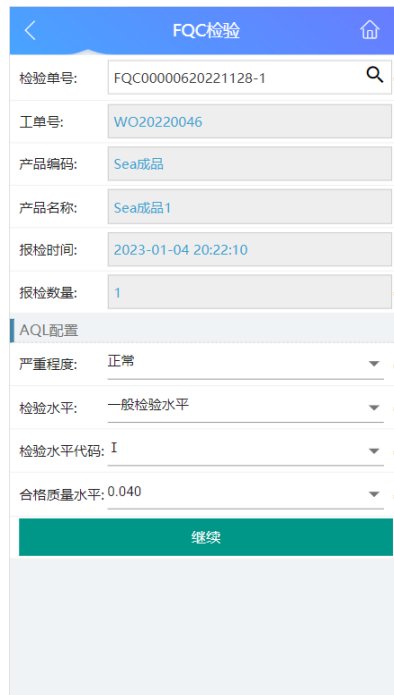 FQC检验
检验单号: FQC00000620221128-1
工单号: WO20220046
产品编码: Sea成品
产品名称: Sea成品1
报检时间: 2023-01-04 20:22:10
报检数量: 1
AQL配置
严重程度: 正常
检验水平: 一般检验水平
检验水平代码: I
合格质量水平: 0.040
继续